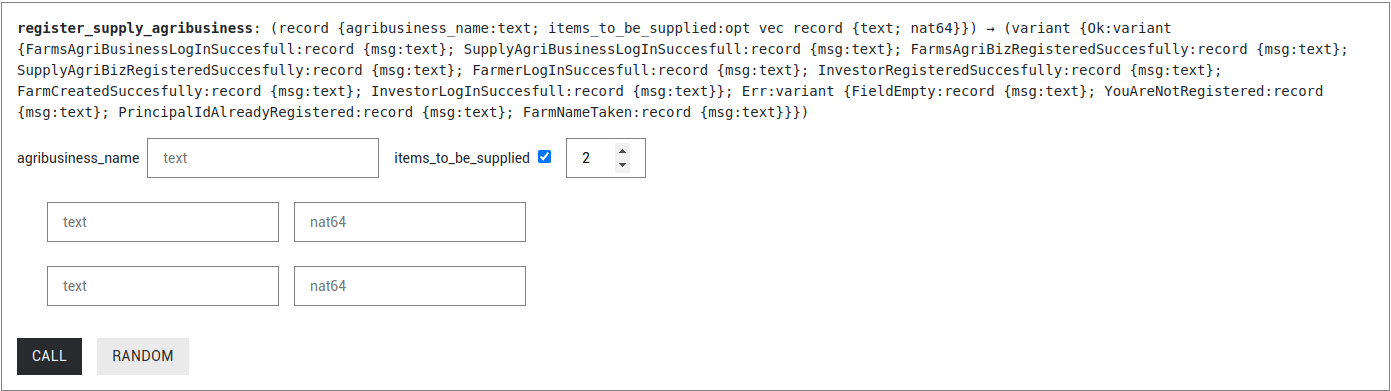 register_supply_agribusiness: (record {agribusiness_name:text; items_to_be_supplied:opt vec record {text; nat64}}) → (variant {Ok:variant
{FarmsAgriBusinessLogInSuccesfull:record {msg:text}; SupplyAgriBusinessLogInSuccesfull:record {msg:text}; FarmsAgriBizRegisteredSuccesfully:record {msg:text};
SupplyAgriBizRegisteredSuccesfully:record {msg:text}; FarmerLogInSuccesfull:record {msg:text}; InvestorRegisteredSuccesfully:record {msg:text};
FarmCreatedSuccesfully:record {msg:text}; InvestorLogInSuccesfull:record {msg:text}}; Err:variant {FieldEmpty:record {msg:text}; YouAreNotRegistered:record
{msg:text}; PrincipalIdAlreadyRegistered:record {msg:text}; FarmNameTaken:record {msg:text}}})
agribusiness_name text items_to_be_supplied 2
text nat64
text nat64
CALL RANDOM